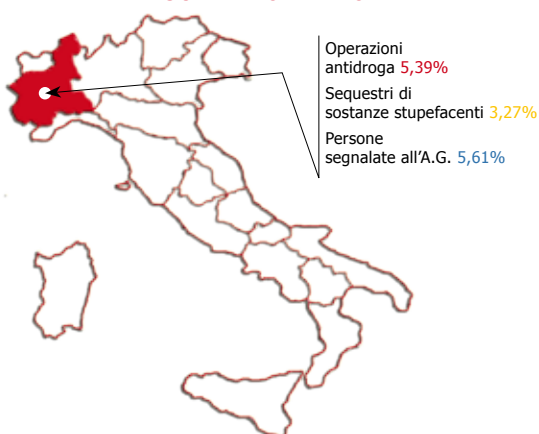 Operazioni
antidroga 5,39%
Sequestri di
sostanze stupefacenti 3,27%
Persone
segnalate all'A.G. 5,61%